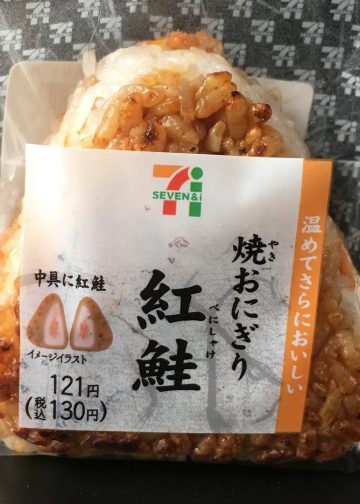 SEVEN&i
温めてさらにおいしい
焼おにぎり
やき
紅鮭
べにしゃけ
中具に紅鮭
イメージイラスト
121円
(税込130円)